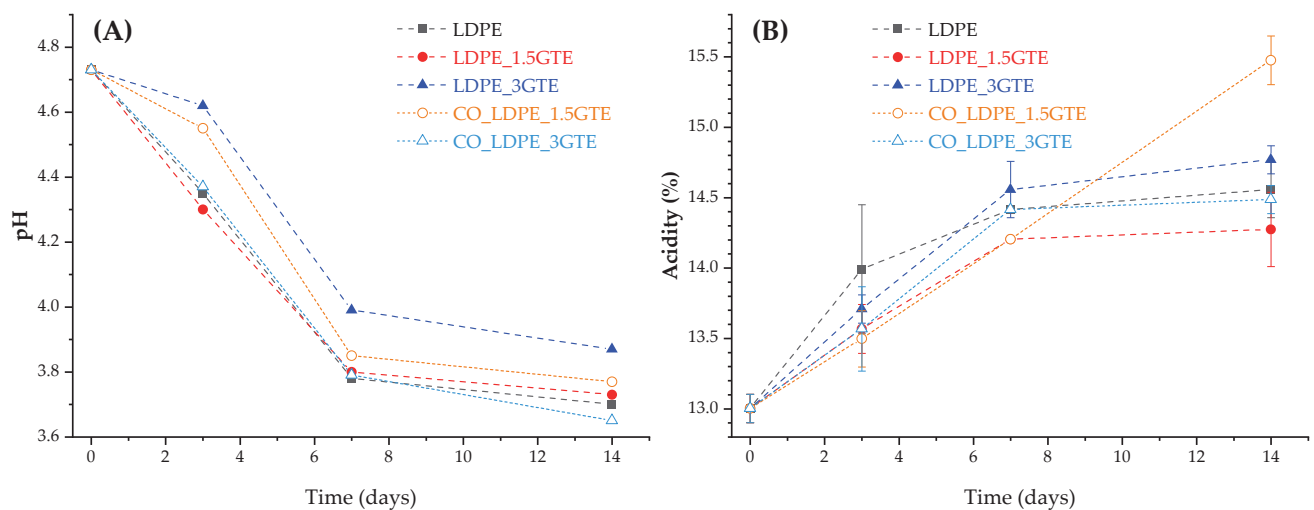 (A)
LDPE
LDPE_1.5GTE
LDPE_3GTE
CO_LDPE_1.5GTE
CO_LDPE_3GTE
4.8
4.6
4.4
4.2
4.0
3.8
3.6
pH
0 2 4 6 8 10 12 14
Time (days)
(B)
LDPE
LDPE_1.5GTE
LDPE_3GTE
CO_LDPE_1.5GTE
CO_LDPE_3GTE
15.5
15.0
14.5
14.0
13.5
13.0
Acidity (%)
0 2 4 6 8 10 12 14
Time (days)